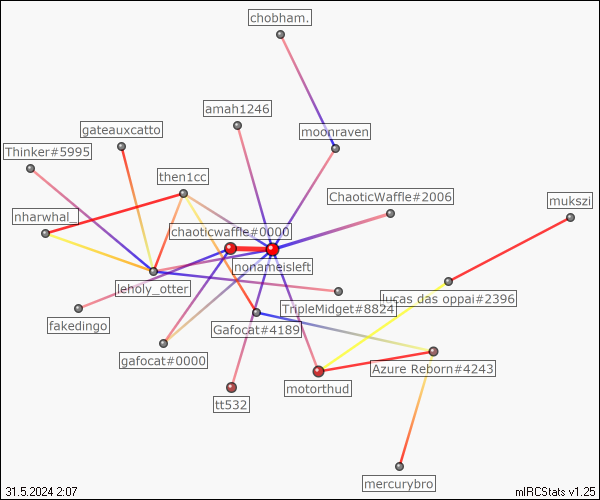 chobham.
amah1246
gateauxcatto
moonraven
Thinker#5995
then1cc
ChaoticWaffle#2006
mukszi
nharwhal_
chaoticwaffle#0000
nonameisleft
leholy_otter
lucas das oppai#2396
TripleMidget#8824
fakedingo
Gafocat#4189
gafocat#0000
Azure Reborn#4243
motorthud
tt532
mercurybro
31.5.2024 2:07
mIRCStats v1.25